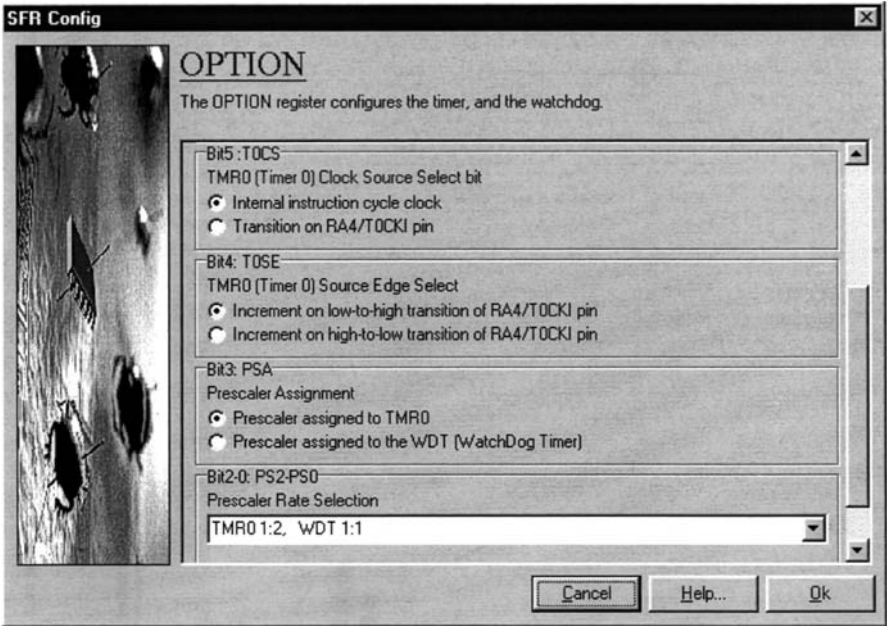 SFR Config
OPTION
The OPTION register configures the timer, and the watchdog.
Bit5 :T0CS
TMR0 (Timer 0) Clock Source Select bit
Internal instruction cycle clock
Transition on RA4/T0CKI pin
Bit4: T0SE
TMR0 (Timer 0) Source Edge Select
Increment on low-to-high transition of RA4/T0CKI pin
Increment on high-to-low transition of RA4/T0CKI pin
Bit3: PSA
Prescaler Assignment
Prescaler assigned to TMR0
Prescaler assigned to the WDT (WatchDog Timer)
Bit2-0: PS2-PS0
Prescaler Rate Selection
TMR0 1:2, WDT 1:1
Cancel
Help...
Ok